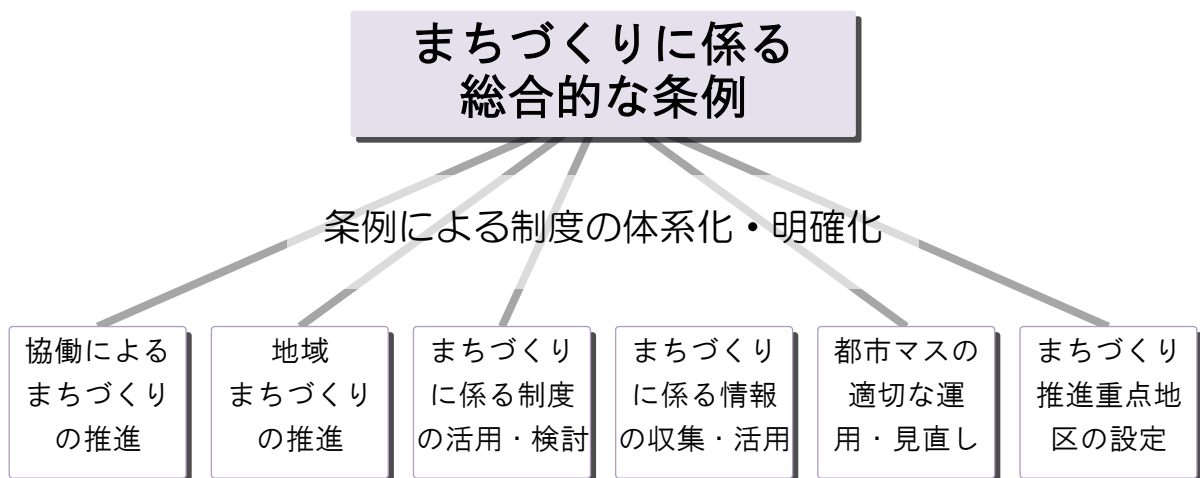 まちづくりに係る
総合的な条例
条例による制度の体系化・明確化
協働による
まちづくり
の推進
地域
まちづくり
の推進
まちづくり
に係る制度
の活用・検討
まちづくり
に係る情報
の収集・活用
都市マスの
適切な運
用・見直し
まちづくり
推進重点地
区の設定